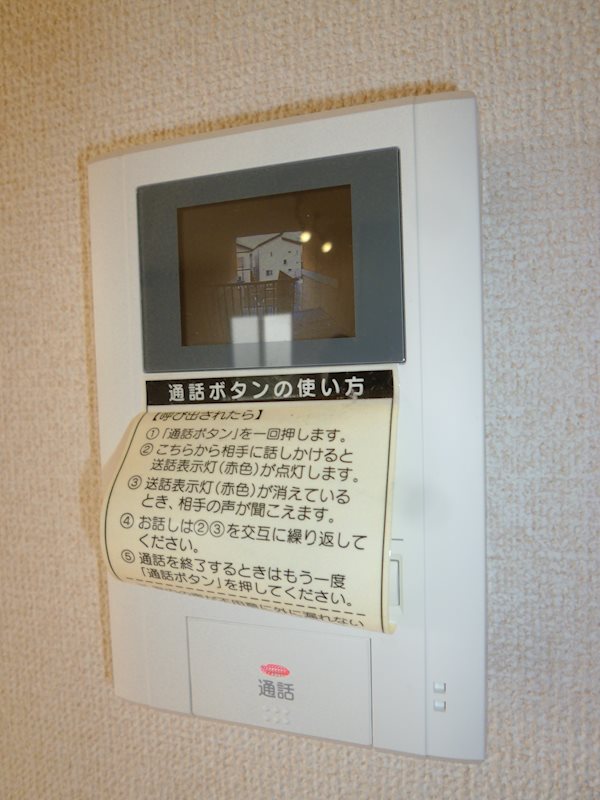 通話ボタンの使い方
【呼び出されたら】
①「通話ボタン」を一回押します。
②こちらから相手に話しかけると
送話表示灯(赤色)が点灯します。
③送話表示灯(赤色)が消えている
とき、相手の声が聞こえます。
④お話しは②③を交互に繰り返して
ください。
⑤通話を終了するときはもう一度
「通話ボタン」を押してください。
に外に漏れない
通話